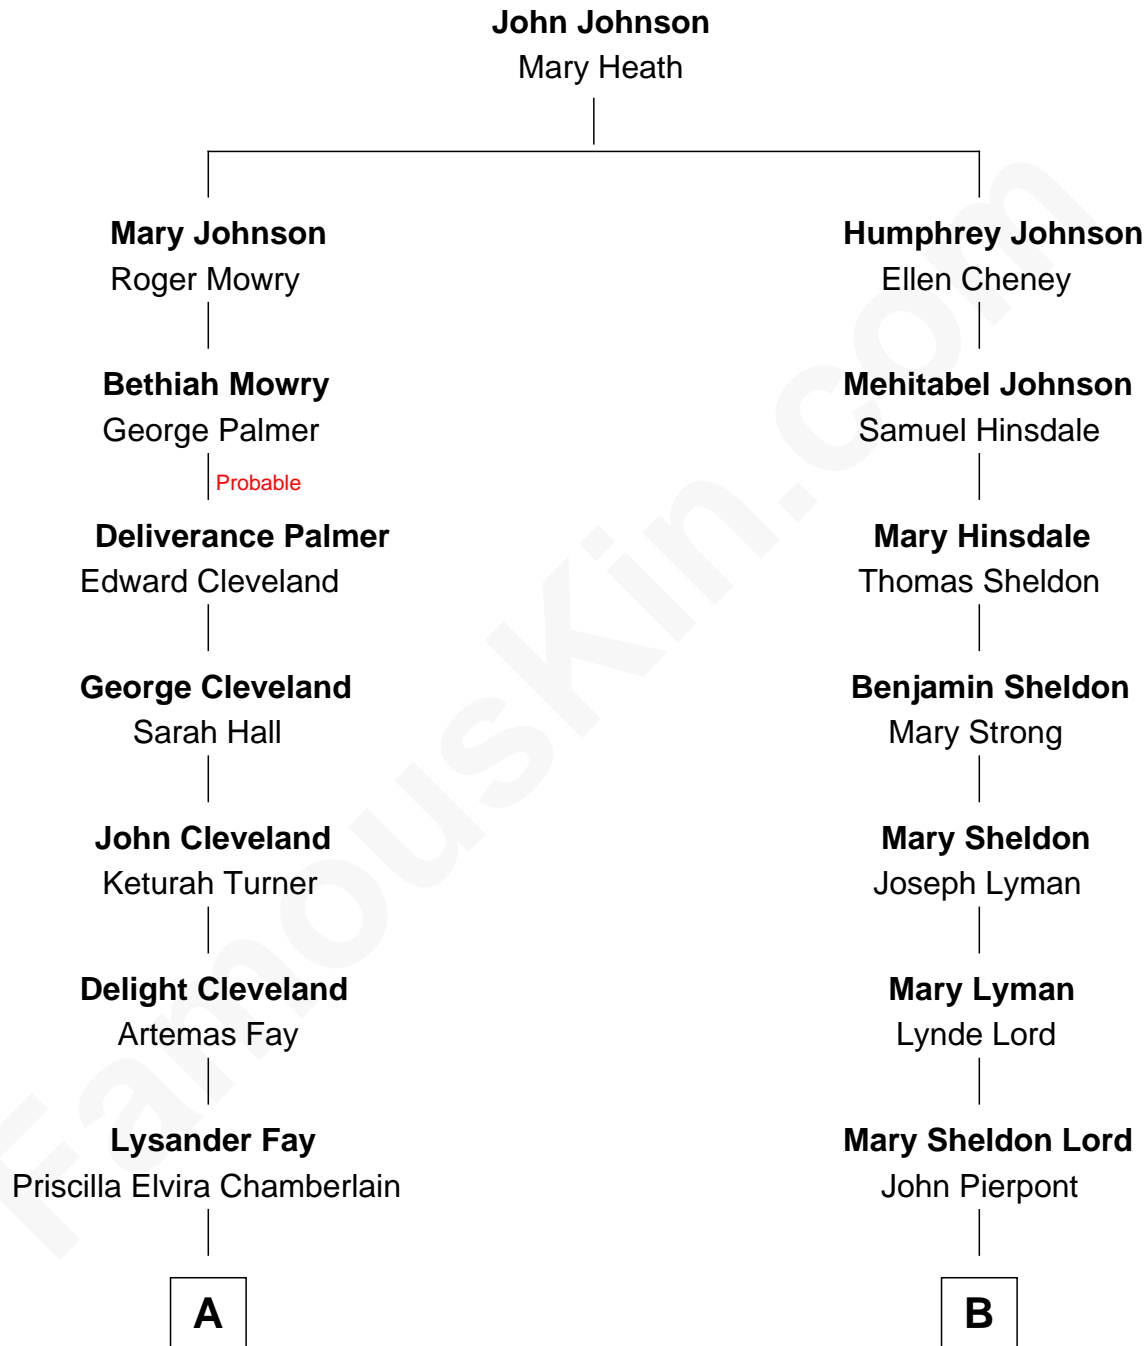 John Johnson
Mary Heath
Mary Johnson
Roger Mowry
Humphrey Johnson
Ellen Cheney
Bethiah Mowry
George Palmer
Mehitabel Johnson
Samuel Hinsdale
Probable
Deliverance Palmer
Edward Cleveland
Mary Hinsdale
Thomas Sheldon
George Cleveland
Sarah Hall
Benjamin Sheldon
Mary Strong
John Cleveland
Keturah Turner
Mary Sheldon
Joseph Lyman
Delight Cleveland
Artemas Fay
Mary Lyman
Lynde Lord
Lysander Fay
Priscilla Elvira Chamberlain
Mary Sheldon Lord
John Pierpont
A
B
FamousKin.com